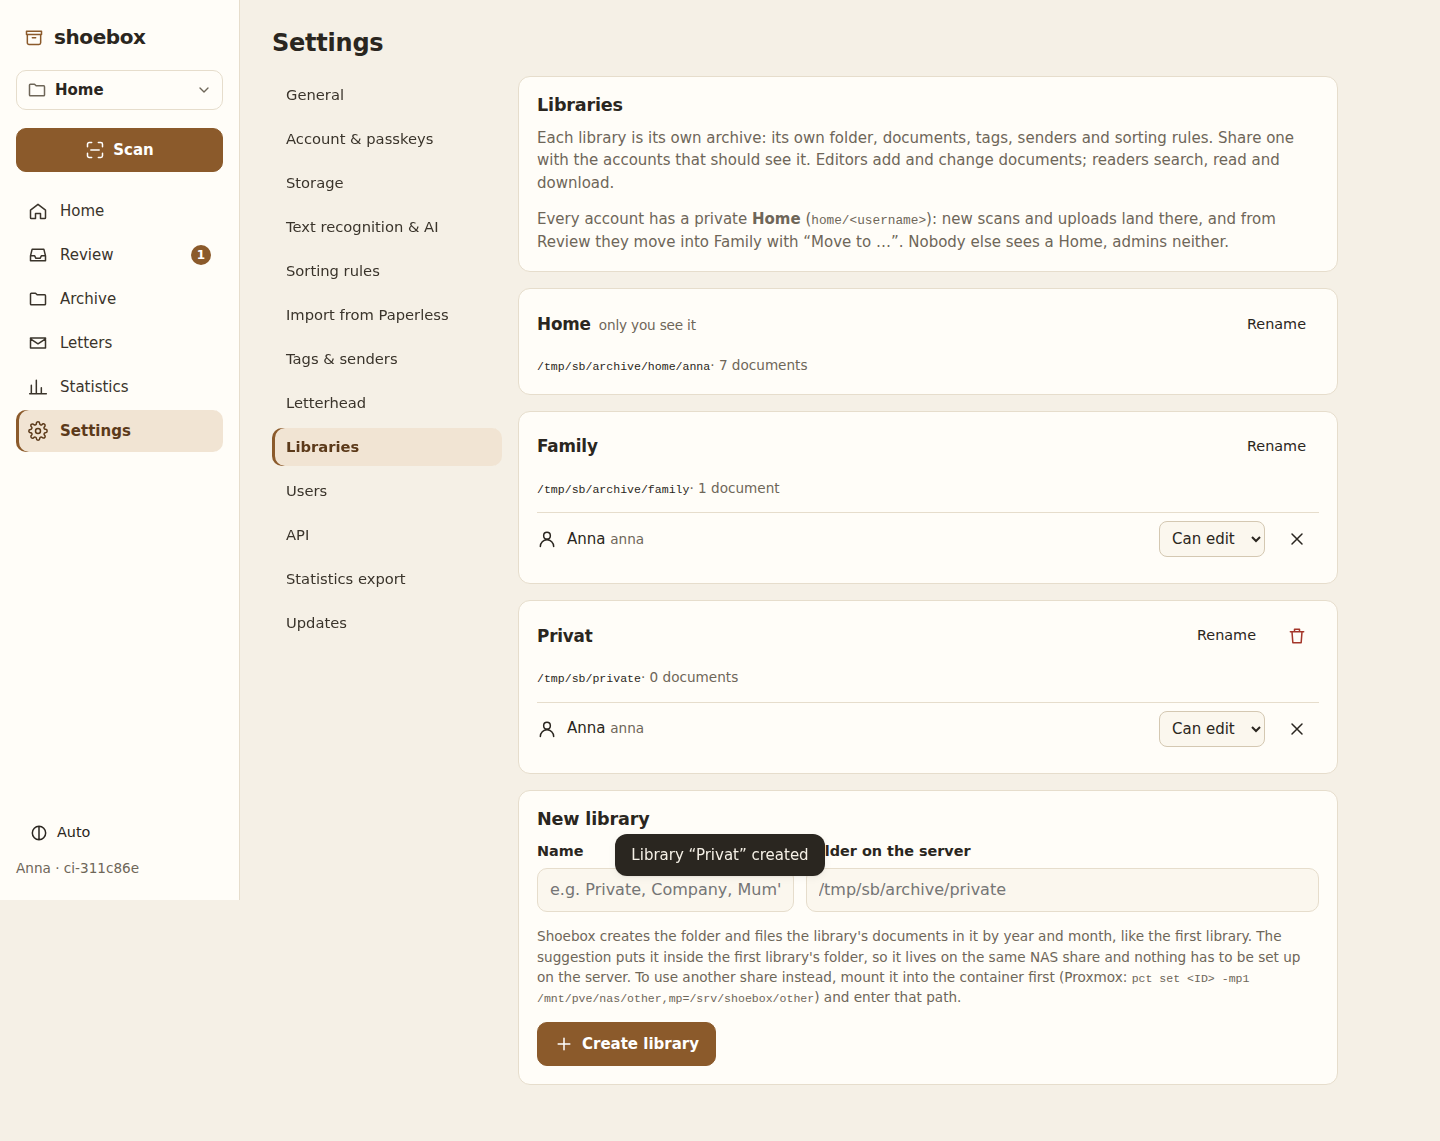 shoebox
Home
Scan
Home
Review
1
Archive
Letters
Statistics
Settings
Auto
Anna · ci-311c86e
Settings
General
Account & passkeys
Storage
Text recognition & AI
Sorting rules
Import from Paperless
Tags & senders
Letterhead
Libraries
Users
API
Statistics export
Updates
Libraries
Each library is its own archive: its own folder, documents, tags, senders and sorting rules. Share one
with the accounts that should see it. Editors add and change documents; readers search, read and
download.
Every account has a private Home (home/<username>): new scans and uploads land there, and from
Review they move into Family with “Move to …”. Nobody else sees a Home, admins neither.
Home only you see it
Rename
/tmp/sb/archive/home/anna· 7 documents
Family
Rename
/tmp/sb/archive/family· 1 document
Anna anna
Can edit
Privat
Rename
/tmp/sb/private· 0 documents
Anna anna
Can edit
New library
Library “Privat” created
Name
lder on the server
e.g. Private, Company, Mum'
/tmp/sb/archive/private
Shoebox creates the folder and files the library's documents in it by year and month, like the first library. The
suggestion puts it inside the first library's folder, so it lives on the same NAS share and nothing has to be set up
on the server. To use another share instead, mount it into the container first (Proxmox: pct set <ID> -mp1
/mnt/pve/nas/other,mp=/srv/shoebox/other) and enter that path.
Create library